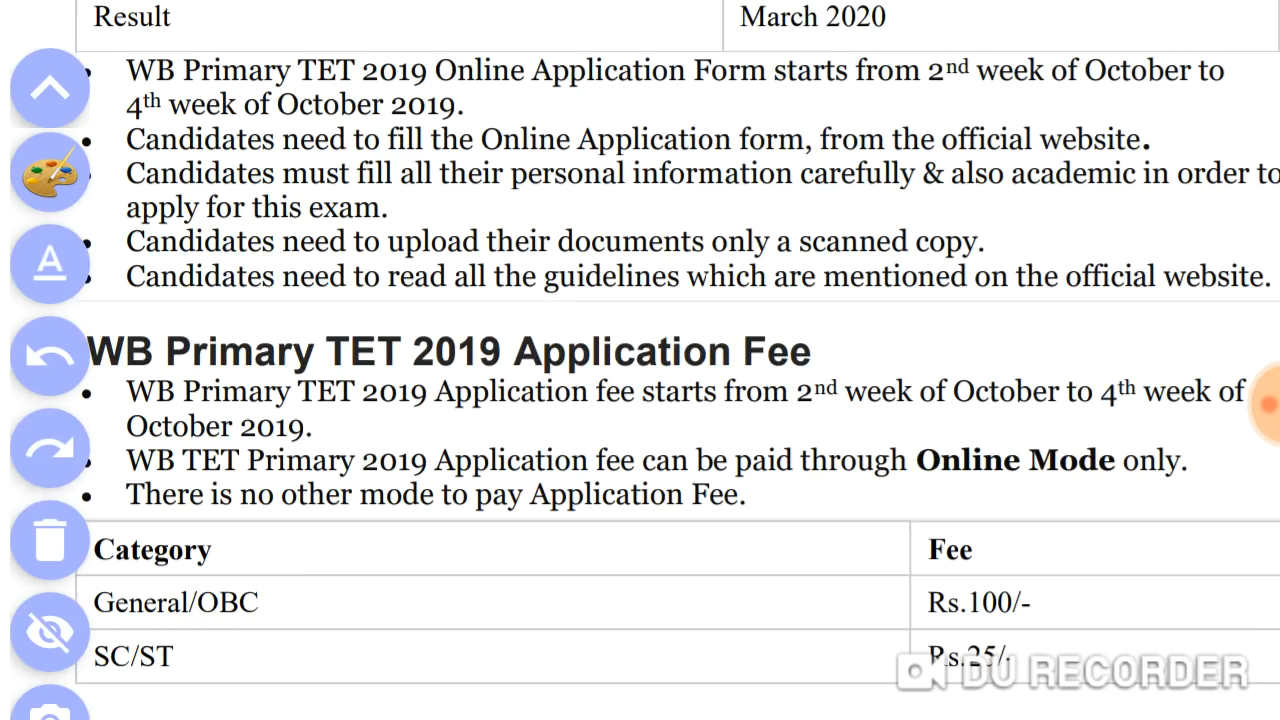 Result March 2020
WB Primary TET 2019 Online Application Form starts from 2nd week of October to
4th week of October 2019.
Candidates need to fill the Online Application form, from the official website.
Candidates must fill all their personal information carefully & also academic in order to
apply for this exam.
Candidates need to upload their documents only a scanned copy.
Candidates need to read all the guidelines which are mentioned on the official website.
WB Primary TET 2019 Application Fee
WB Primary TET 2019 Application fee starts from 2nd week of October to 4th week of
October 2019.
WB TET Primary 2019 Application fee can be paid through Online Mode only.
There is no other mode to pay Application Fee.
Category Fee
General/OBC Rs.100/-
SC/ST Rs.25/-
DU RECORDER
A